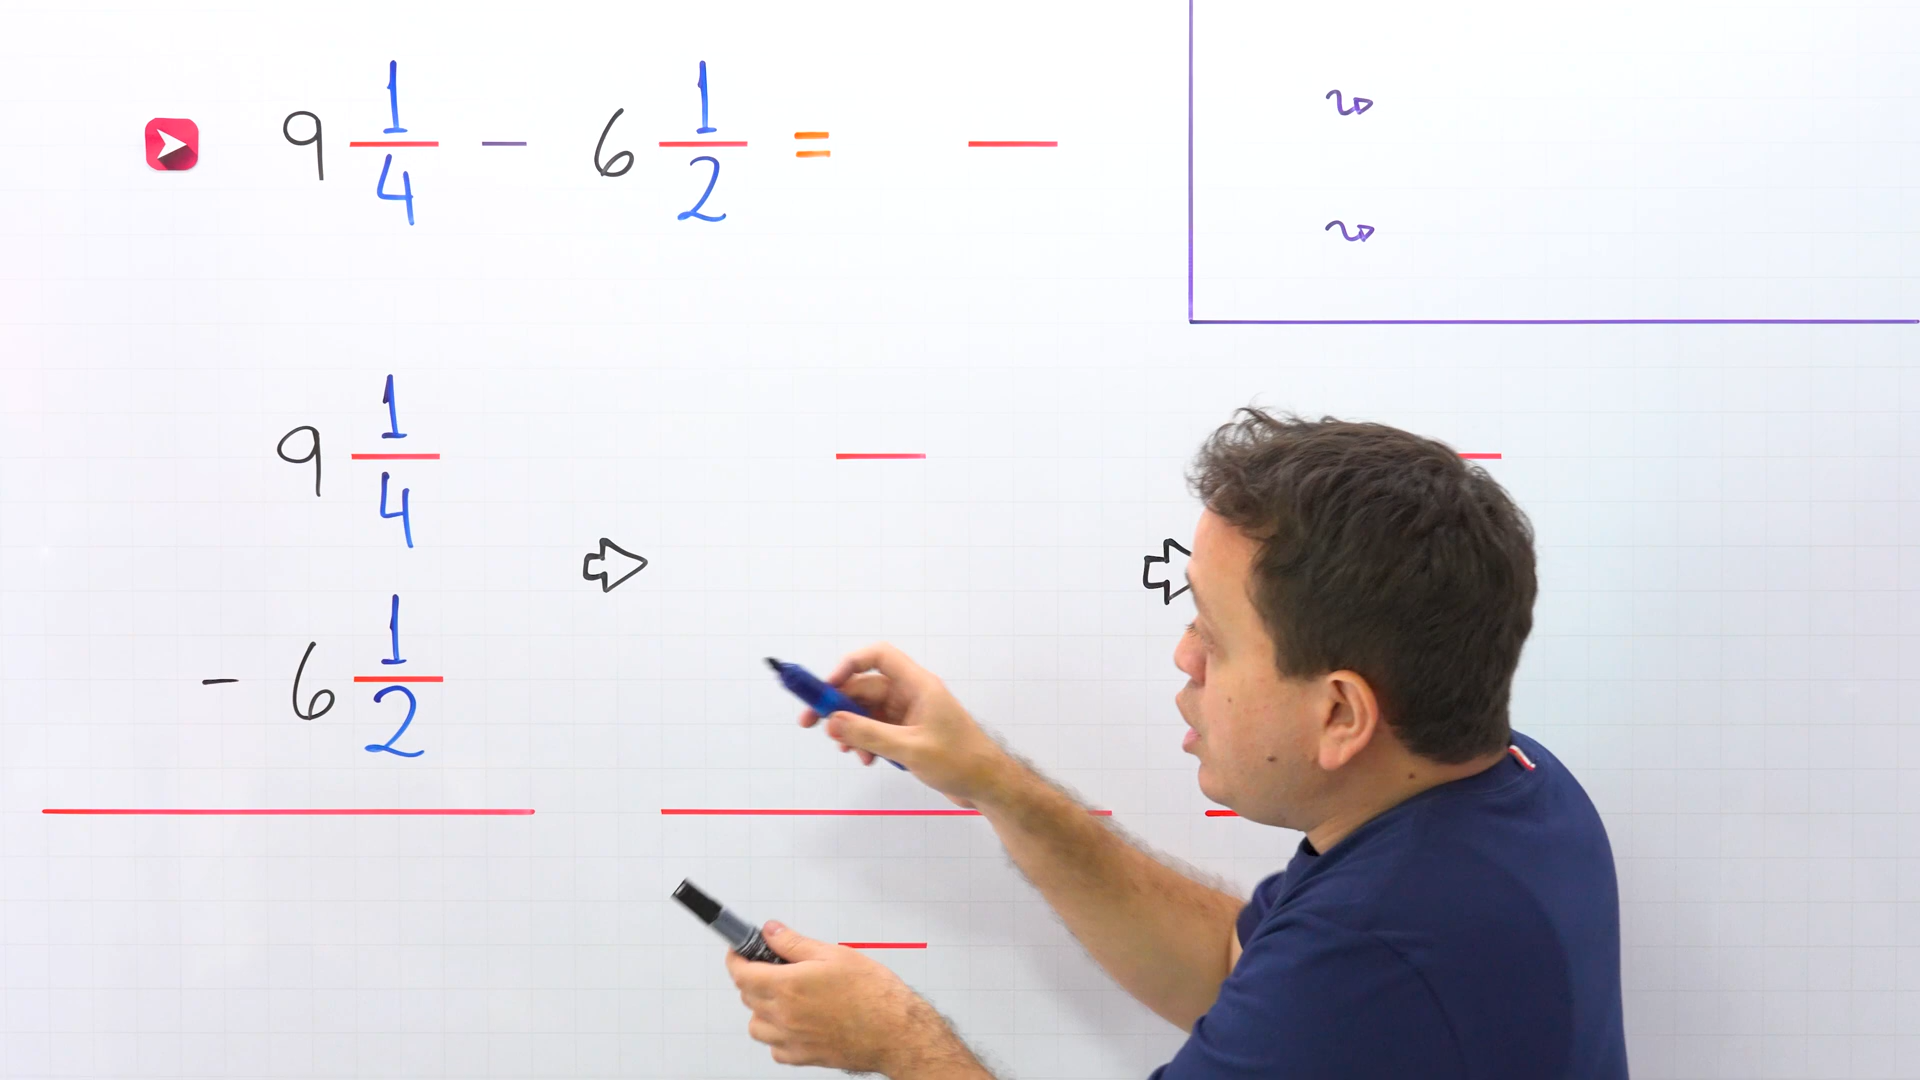 9 1/4 - 6 1/2 =
9 1/4
- 6 1/2